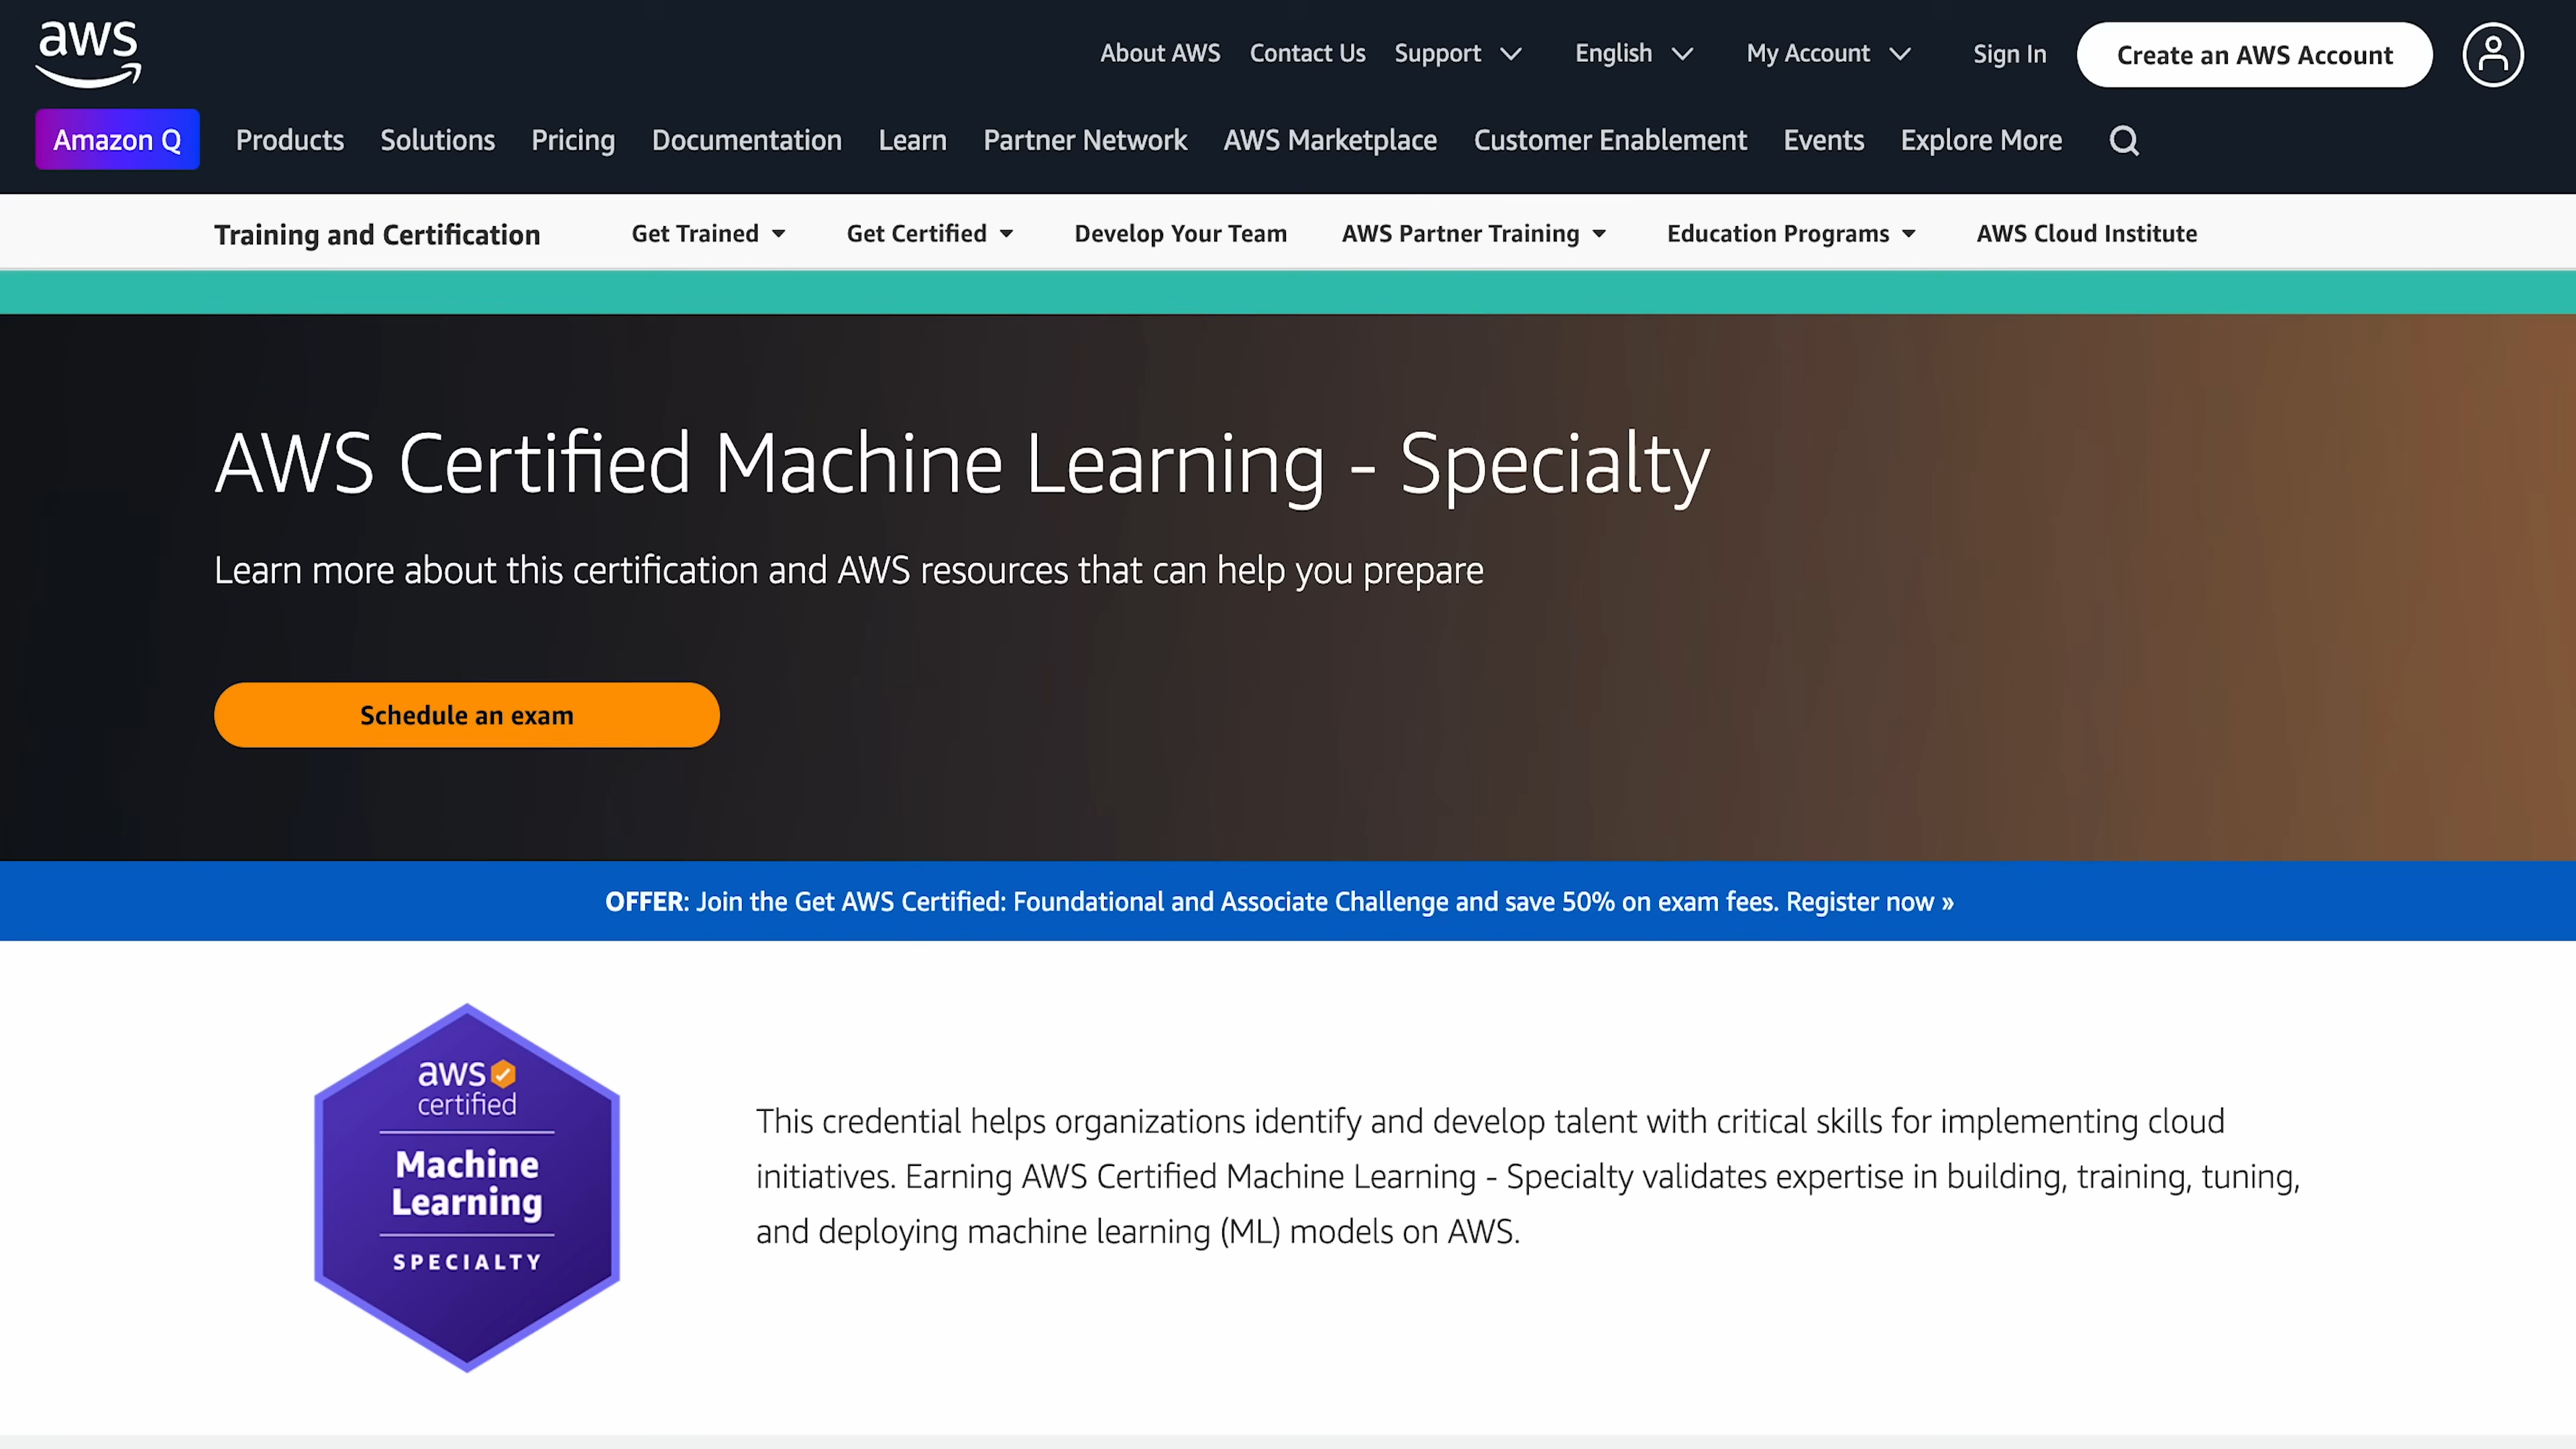 aws
About AWS Contact Us Support English My Account Sign In Create an AWS Account
Amazon Q Products Solutions Pricing Documentation Learn Partner Network AWS Marketplace Customer Enablement Events Explore More
Training and Certification Get Trained Get Certified Develop Your Team AWS Partner Training Education Programs AWS Cloud Institute
AWS Certified Machine Learning - Specialty
Learn more about this certification and AWS resources that can help you prepare
Schedule an exam
OFFER: Join the Get AWS Certified: Foundational and Associate Challenge and save 50% on exam fees. Register now »
aws
certified
Machine
Learning
SPECIALTY
This credential helps organizations identify and develop talent with critical skills for implementing cloud
initiatives. Earning AWS Certified Machine Learning - Specialty validates expertise in building, training, tuning,
and deploying machine learning (ML) models on AWS.